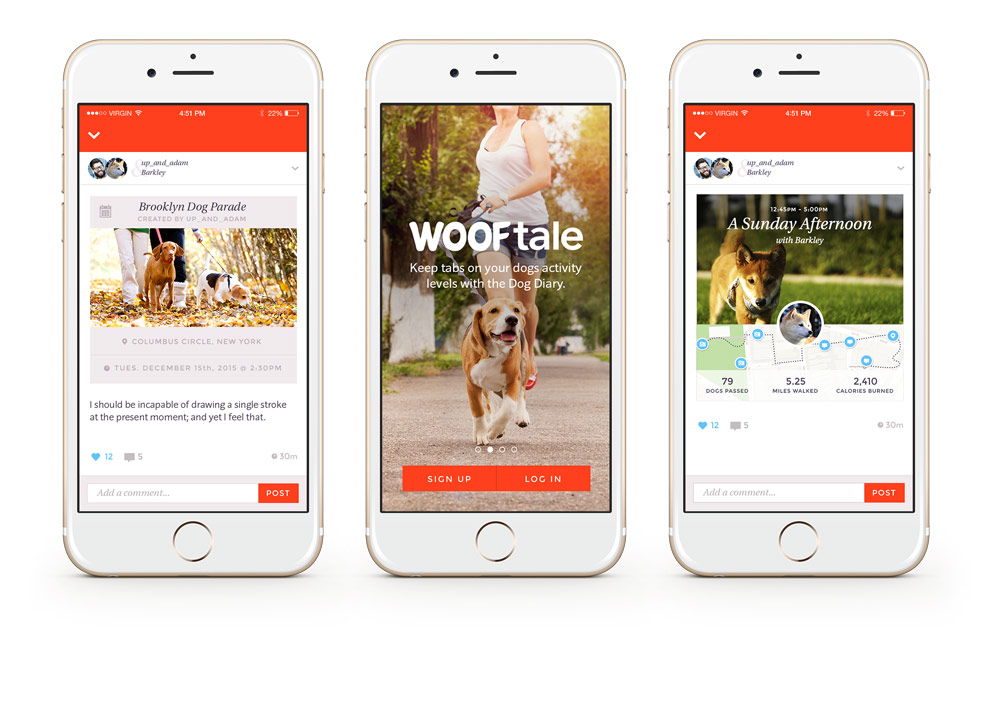 VIRGIN 4:51 PM 22%
up_and_adam
& Barkley
Brooklyn Dog Parade
CREATED BY UP_AND_ADAM
COLUMBUS CIRCLE, NEW YORK
TUES. DECEMBER 15th, 2015 @ 2:30PM
I should be incapable of drawing a single stroke
at the present moment; and yet I feel that.
12 5 30m
Add a comment... POST
WOOFtale
Keep tabs on your dogs activity
levels with the Dog Diary.
SIGN UP LOG IN
VIRGIN 4:51 PM 22%
up_and_adam
& Barkley
12:45PM - 5:00PM
A Sunday Afternoon
with Barkley
79 5.25 2,410
DOGS PASSED MILES WALKED CALORIES BURNED
12 5 30m
Add a comment... POST